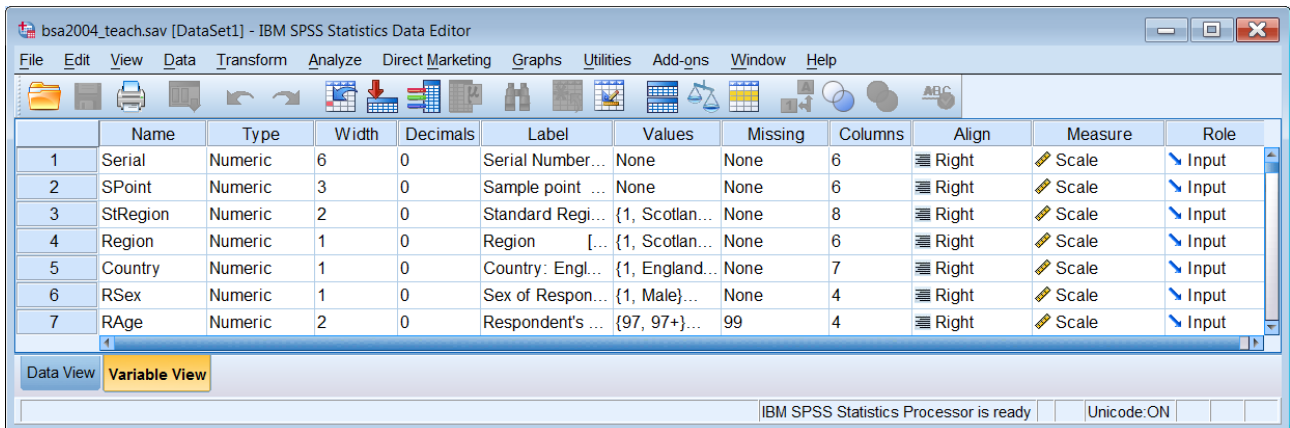 bsa2004_teach.sav [DataSet1] - IBM SPSS Statistics Data Editor
File Edit View Data Transform Analyze Direct Marketing Graphs Utilities Add-ons Window Help
Name Type Width Decimals Label Values Missing Columns Align Measure Role
1 Serial Numeric 6 0 Serial Number... None None 6 Right Scale Input
2 SPoint Numeric 3 0 Sample point ... None None 6 Right Scale Input
3 StRegion Numeric 2 0 Standard Regi... {1, Scotlan... None 8 Right Scale Input
4 Region Numeric 1 0 Region [... {1, Scotlan... None 6 Right Scale Input
5 Country Numeric 1 0 Country: Engl... {1, England... None 7 Right Scale Input
6 RSex Numeric 1 0 Sex of Respon... {1, Male}... None 4 Right Scale Input
7 RAge Numeric 2 0 Respondent's ... {97, 97+}... 99 4 Right Scale Input
Data View Variable View
IBM SPSS Statistics Processor is ready Unicode:ON